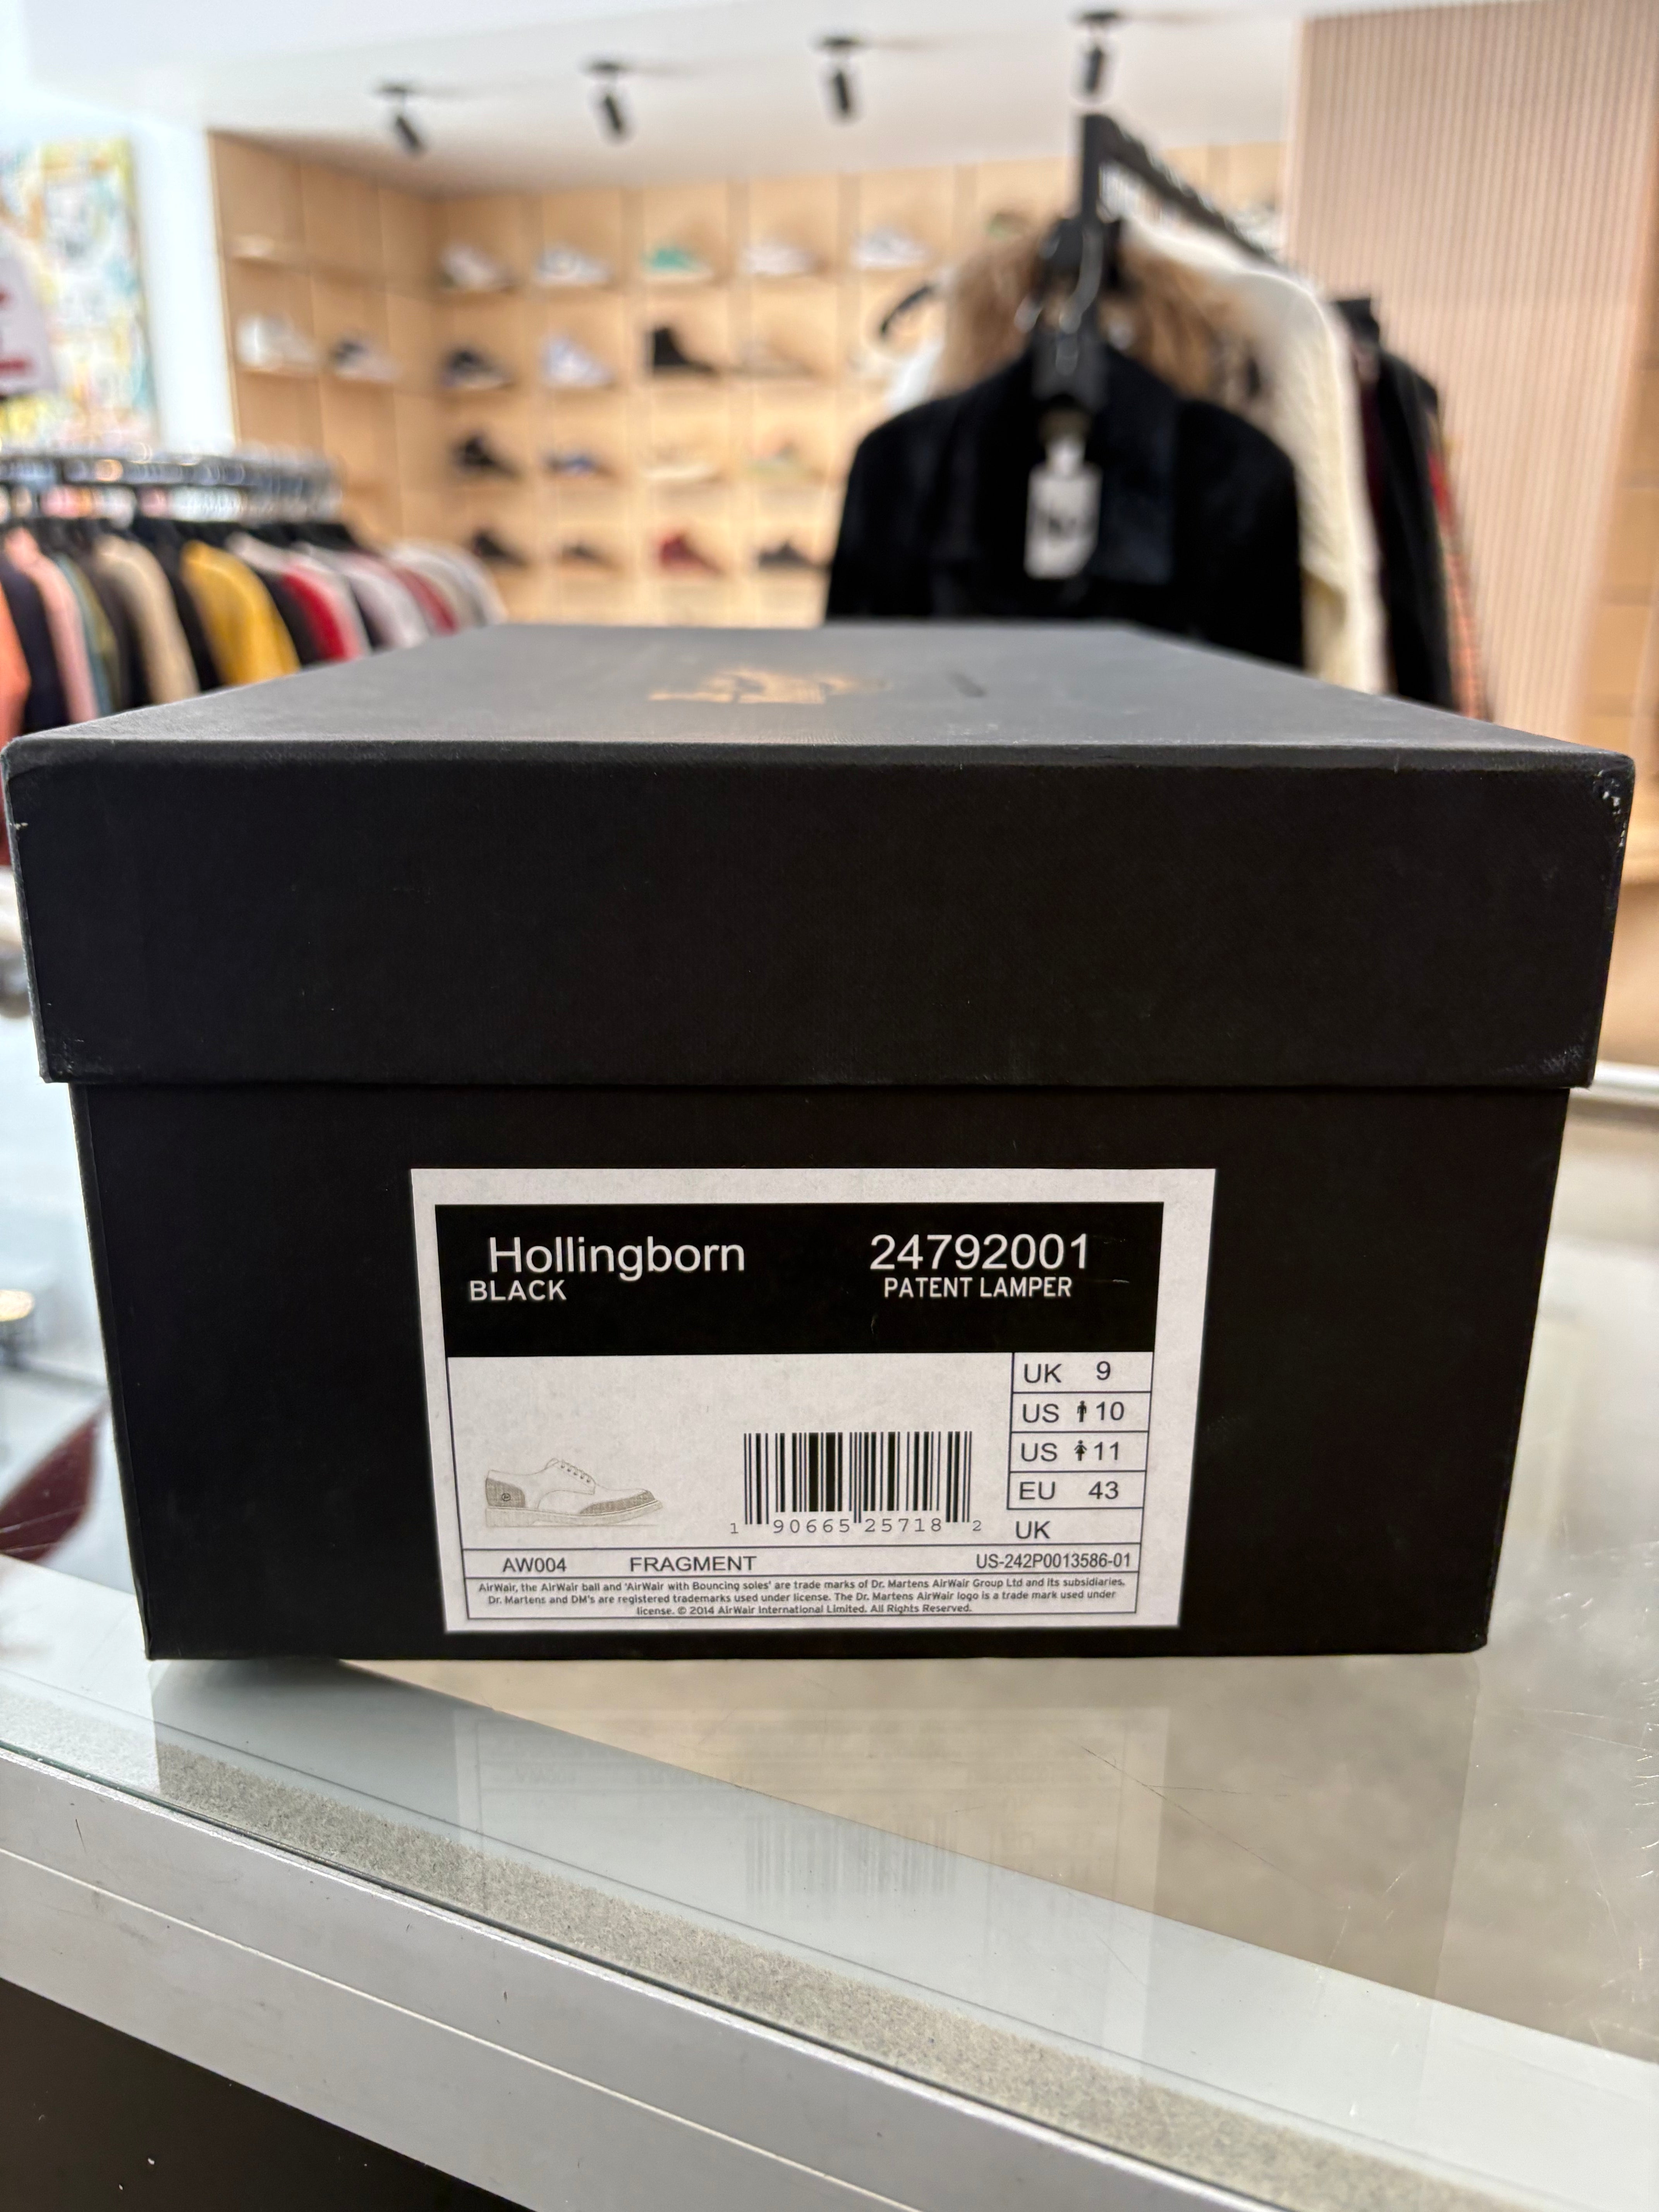 Hollingborn 24792001
BLACK PATENT LAMPER
UK 9
US 10
US 11
EU 43
UK
1 90665 25718 2
AW004 FRAGMENT US-242P0013586-01
AirWair, the AirWair ball and 'AirWair with Bouncing soles' are trade marks of Dr. Martens AirWair Group Ltd and its subsidiaries.
Dr. Martens and DM's are registered trademarks used under license. The Dr. Martens AirWair logo is a trade mark used under
license. © 2014 AirWair International Limited. All Rights Reserved.